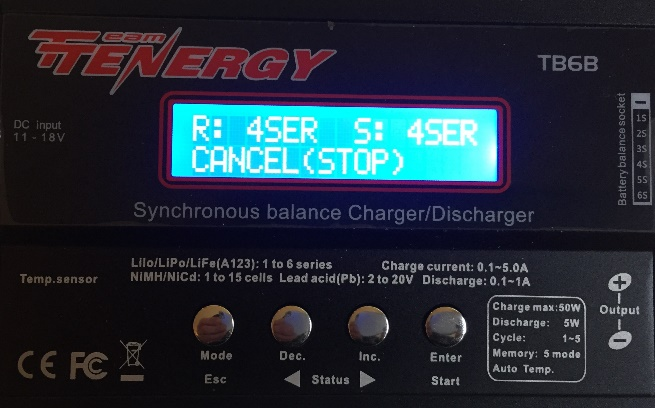 Team
TENERGY
TB6B
DC input
11 - 18V
R: 4SER S: 4SER
CANCEL(STOP)
Battery balance socket
1S
2S
3S
4S
5S
6S
Synchronous balance Charger/Discharger
Temp.sensor
LiIo/LiPo/LiFe(A123): 1 to 6 series
Charge current: 0.1~5.0A
NiMH/NiCd: 1 to 15 cells Lead acid(Pb): 2 to 20V Discharge: 0.1~1A
Charge max:50W
Discharge: 5W
Cycle: 1~5
Memory: 5 mode
Auto Temp.
+
Output
-
Mode
Dec.
Inc.
Enter
Esc
Status
Start
CE FC